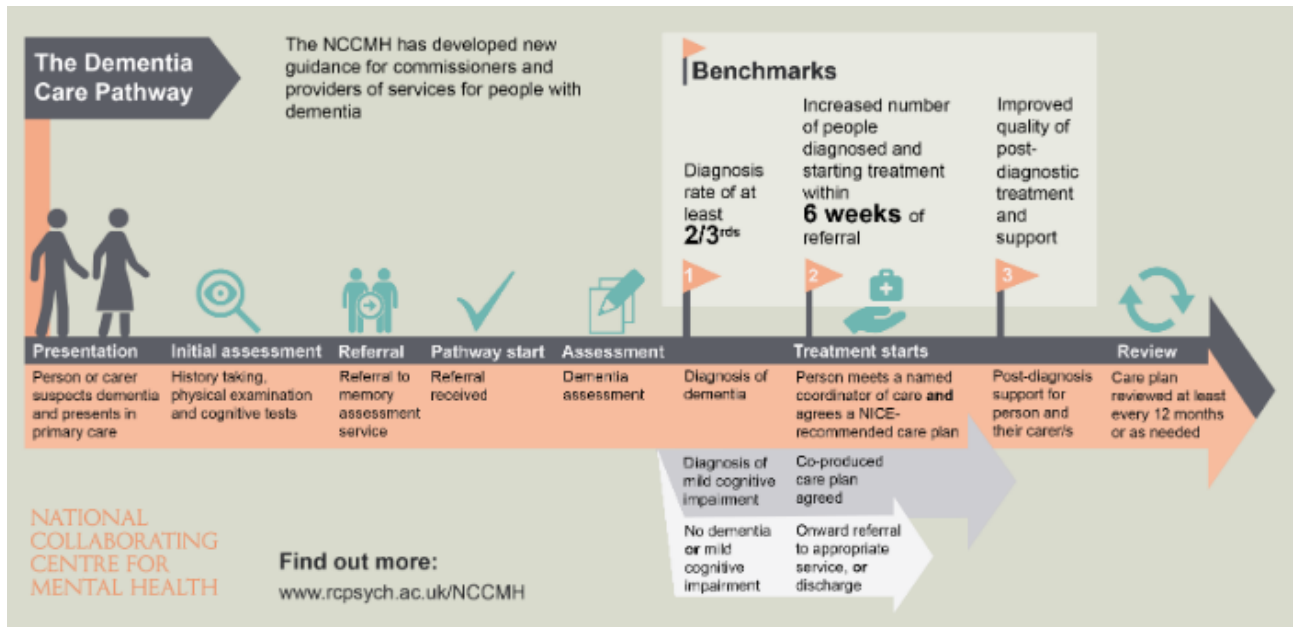 The Dementia
Care Pathway
The NCCMH has developed new
guidance for commissioners and
providers of services for people with
dementia
Benchmarks
Diagnosis
rate of at
least
2/3rds
Increased number
of people
diagnosed and
starting treatment
within
6 weeks of
referral
Improved
quality of
post-
diagnostic
treatment
and
support
1
2
3
Presentation
Person or carer
suspects dementia
and presents in
primary care
Initial assessment
History taking,
physical examination
and cognitive tests
Referral
Referral to
memory
assessment
service
Pathway start
Referral
received
Assessment
Dementia
assessment
Diagnosis of
dementia
Treatment starts
Person meets a named
coordinator of care and
agrees a NICE-
recommended care plan
Post-diagnosis
support for
person and
their carer/s
Review
Care plan
reviewed at least
every 12 months
or as needed
Diagnosis of
mild cognitive
impairment
Co-produced
care plan
agreed
No dementia
or mild
cognitive
impairment
Onward referral
to appropriate
service, or
discharge
NATIONAL
COLLABORATING
CENTRE FOR
MENTAL HEALTH
Find out more:
www.rcpsych.ac.uk/NCCMH